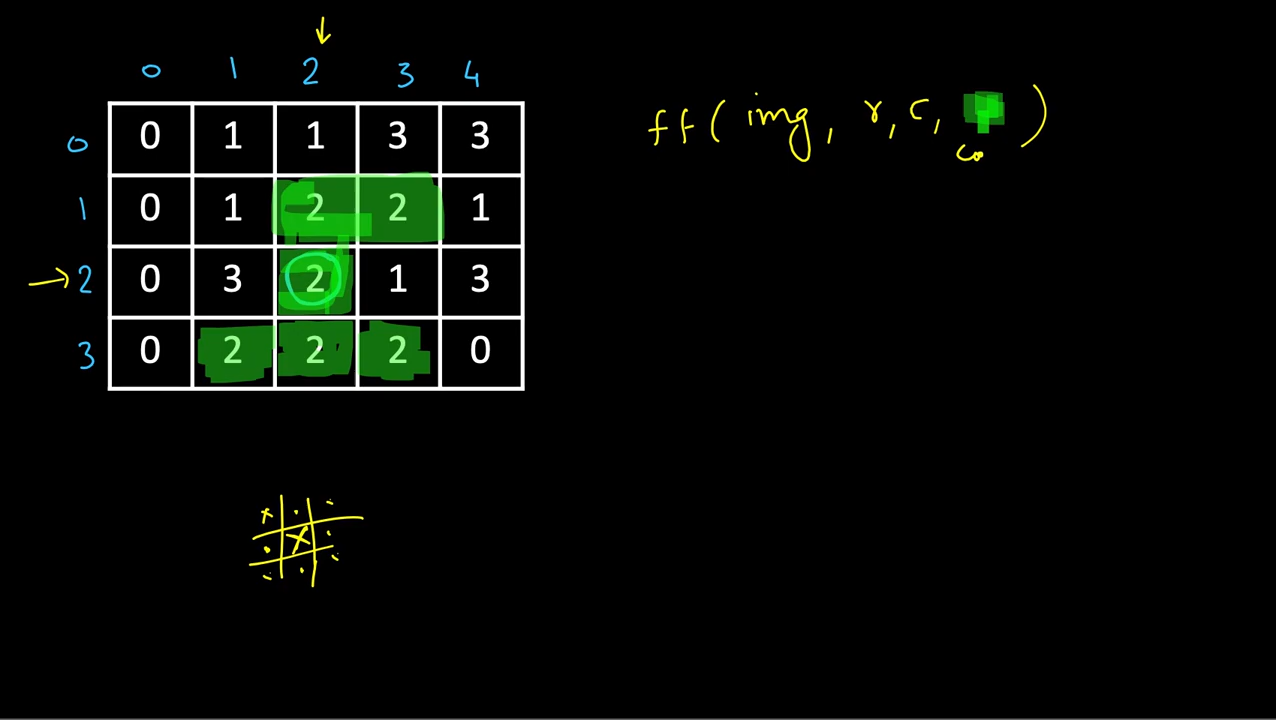 0 1 2 3 4
0 0 1 1 3 3
1 0 1 2 2 1
2 0 3 2 1 3
3 0 2 2 2 0
ff( img, r, c, )
x
x